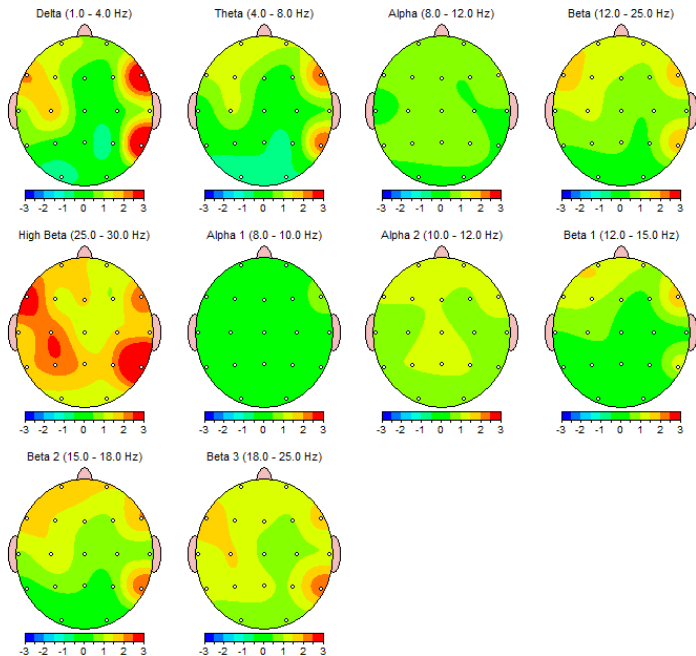 Delta (1.0 - 4.0 Hz)
Theta (4.0 - 8.0 Hz)
Alpha (8.0 - 12.0 Hz)
Beta (12.0 - 25.0 Hz)
-3 -2 -1 0 1 2 3
-3 -2 -1 0 1 2 3
-3 -2 -1 0 1 2 3
-3 -2 -1 0 1 2 3
High Beta (25.0 - 30.0 Hz)
Alpha 1 (8.0 - 10.0 Hz)
Alpha 2 (10.0 - 12.0 Hz)
Beta 1 (12.0 - 15.0 Hz)
-3 -2 -1 0 1 2 3
-3 -2 -1 0 1 2 3
-3 -2 -1 0 1 2 3
-3 -2 -1 0 1 2 3
Beta 2 (15.0 - 18.0 Hz)
Beta 3 (18.0 - 25.0 Hz)
-3 -2 -1 0 1 2 3
-3 -2 -1 0 1 2 3